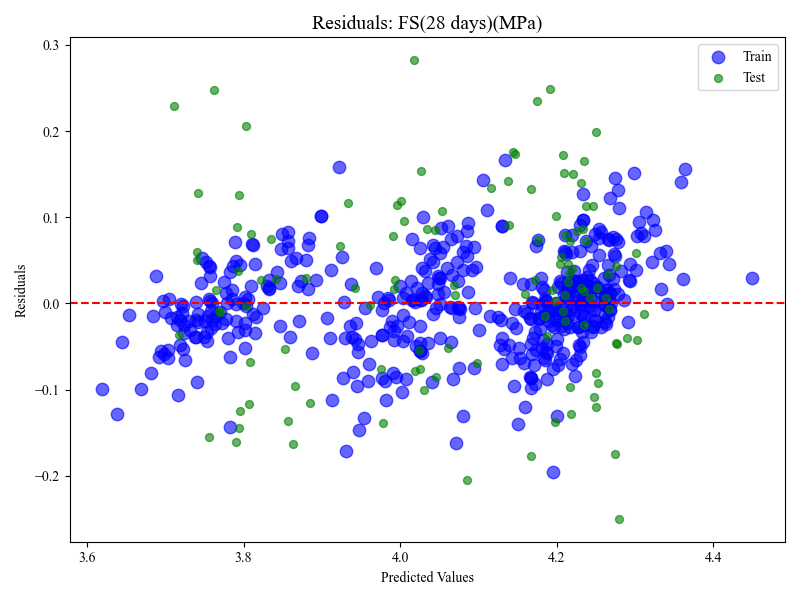 Residuals: FS(28 days)(MPa)
Train
Test
Residuals
0.3
0.2
0.1
0.0
−0.1
−0.2
3.6 3.8 4.0 4.2 4.4
Predicted Values